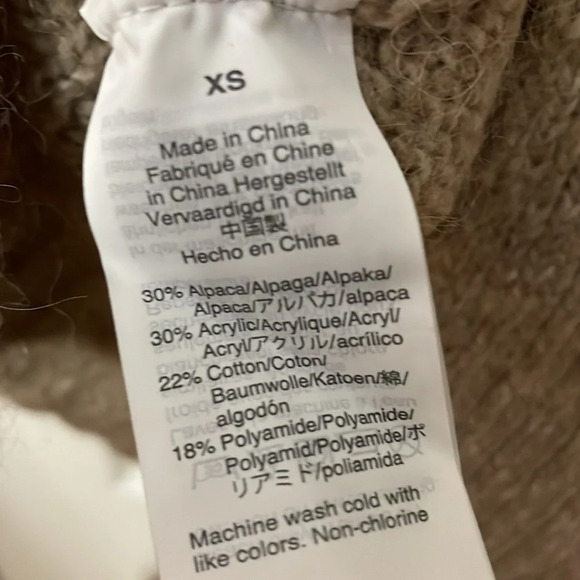 XS
Made in China
Fabriqué en Chine
in China Hergestellt
Vervaardigd in China
中国製
Hecho en China
30% Alpaca/Alpaga/Alpaka/
Alpaca/アルパカ/alpaca
30% Acrylic/Acrylique/Acryl/
Acryl/アクリル/acrílico
22% Cotton/Coton/
Baumwolle/Katoen/綿/
algodón
18% Polyamide/Polyamide/
Polyamid/Polyamide/ポ
リアミド/poliamida
Machine wash cold with
like colors. Non-chlorine